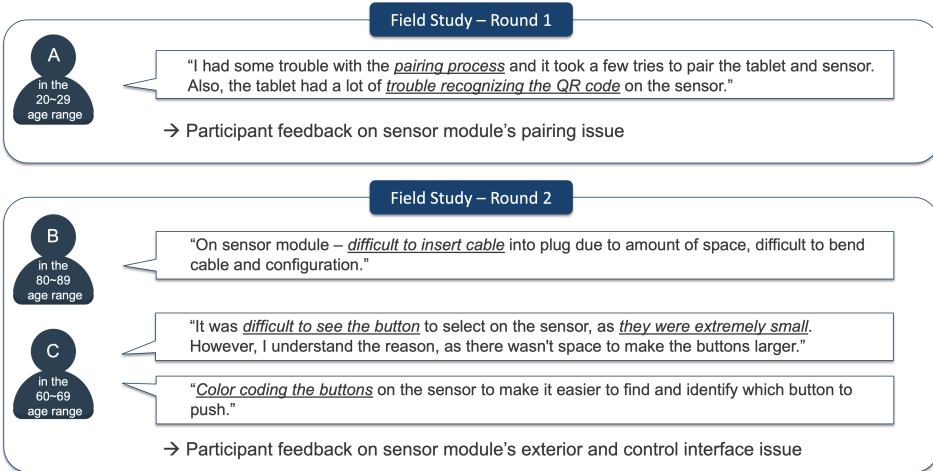 Field Study – Round 1
A
in the
20~29
age range
“I had some trouble with the pairing process and it took a few tries to pair the tablet and sensor.
Also, the tablet had a lot of trouble recognizing the QR code on the sensor.”
→ Participant feedback on sensor module’s pairing issue
Field Study – Round 2
B
in the
80~89
age range
“On sensor module – difficult to insert cable into plug due to amount of space, difficult to bend
cable and configuration.”
C
in the
60~69
age range
“It was difficult to see the button to select on the sensor, as they were extremely small.
However, I understand the reason, as there wasn't space to make the buttons larger.”
“Color coding the buttons on the sensor to make it easier to find and identify which button to
push.”
→ Participant feedback on sensor module’s exterior and control interface issue